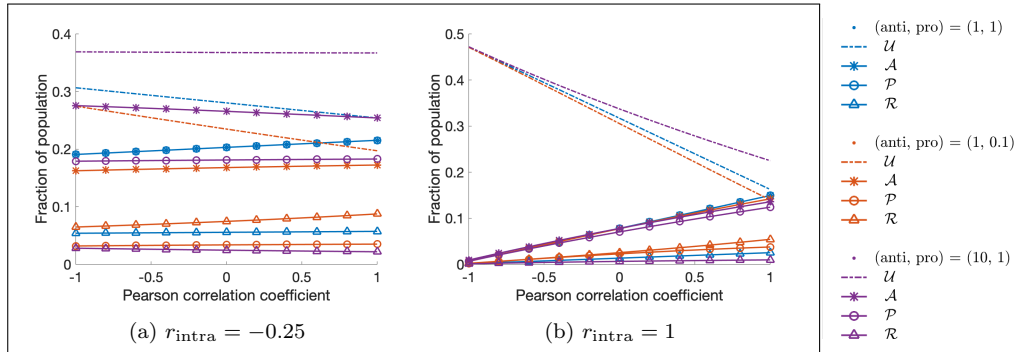 0.4
0.3
0.2
0.1
0
Fraction of population
-1 -0.5 0 0.5 1
Pearson correlation coefficient
(a) r_intra = −0.25
0.5
0.4
0.3
0.2
0.1
0
Fraction of population
-1 -0.5 0 0.5 1
Pearson correlation coefficient
(b) r_intra = 1
(anti, pro) = (1, 1)
𝒰
𝒜
𝒫
ℛ
(anti, pro) = (1, 0.1)
𝒰
𝒜
𝒫
ℛ
(anti, pro) = (10, 1)
𝒰
𝒜
𝒫
ℛ